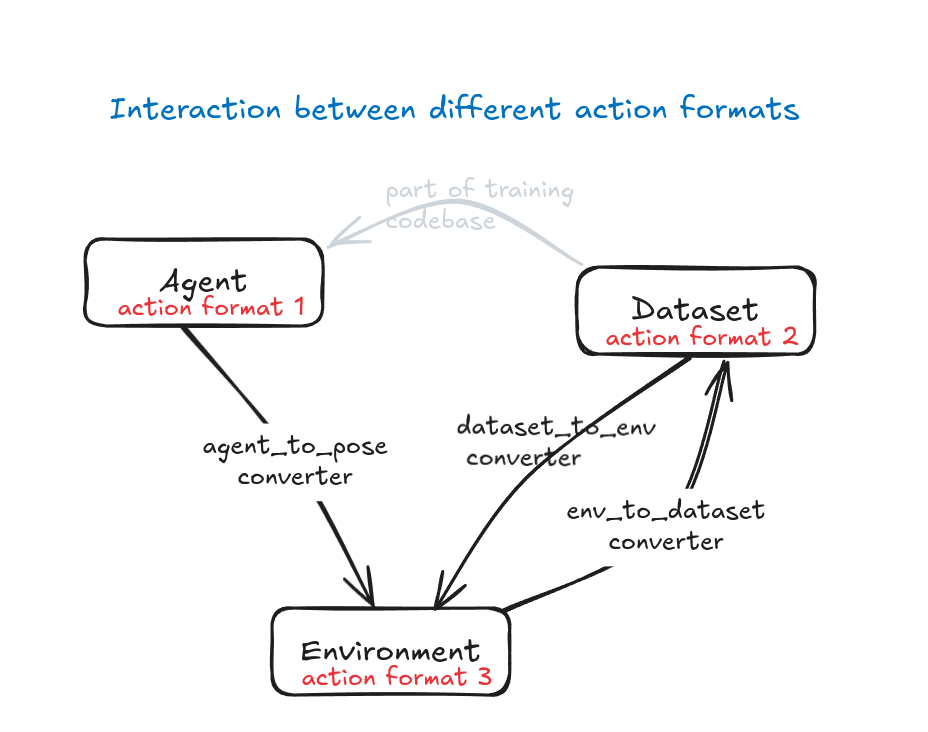 Interaction between different action formats
part of training
codebase
Agent
action format 1
Dataset
action format 2
agent_to_pose
converter
dataset_to_env
converter
env_to_dataset
converter
Environment
action format 3